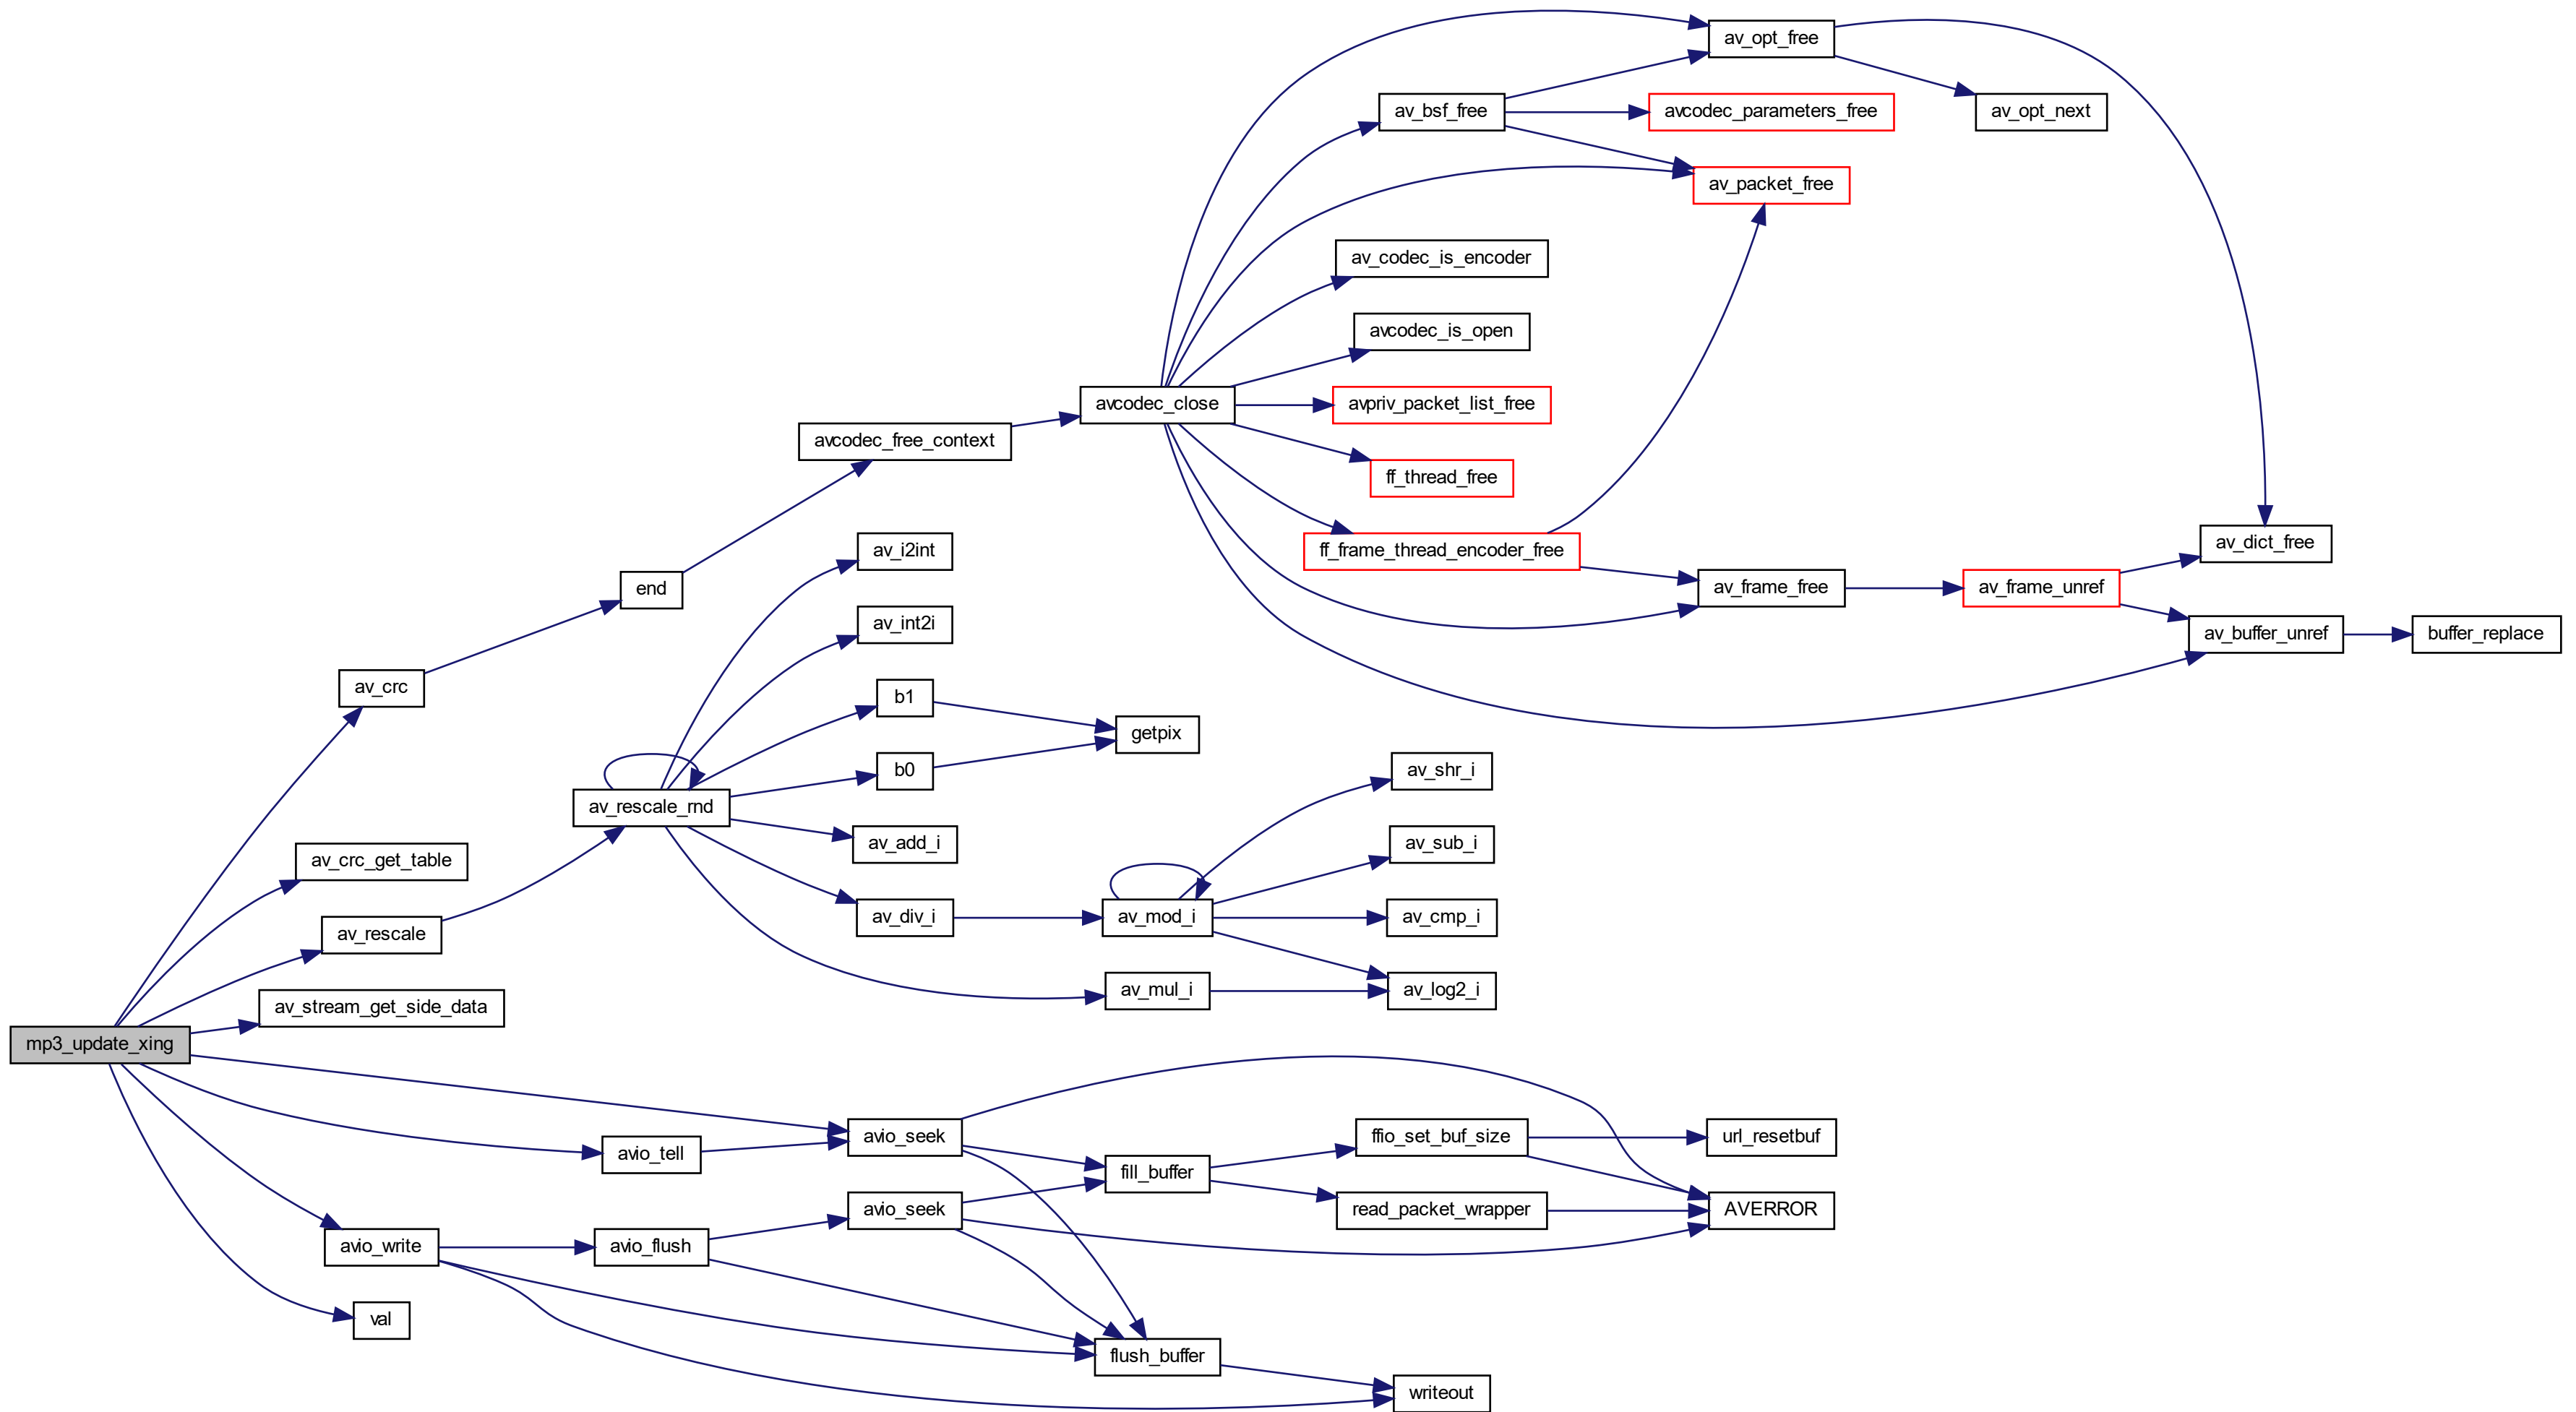 av_opt_free
av_bsf_free
avcodec_parameters_free
av_opt_next
av_packet_free
av_codec_is_encoder
avcodec_is_open
avcodec_close
avpriv_packet_list_free
avcodec_free_context
ff_thread_free
av_i2int
ff_frame_thread_encoder_free
av_dict_free
end
av_frame_free
av_frame_unref
av_int2i
av_buffer_unref
buffer_replace
av_crc
b1
getpix
b0
av_shr_i
av_rescale_rnd
av_add_i
av_sub_i
av_crc_get_table
av_div_i
av_mod_i
av_cmp_i
av_rescale
av_mul_i
av_log2_i
av_stream_get_side_data
mp3_update_xing
avio_seek
ffio_set_buf_size
url_resetbuf
avio_tell
fill_buffer
avio_seek
read_packet_wrapper
AVERROR
avio_write
avio_flush
val
flush_buffer
writeout